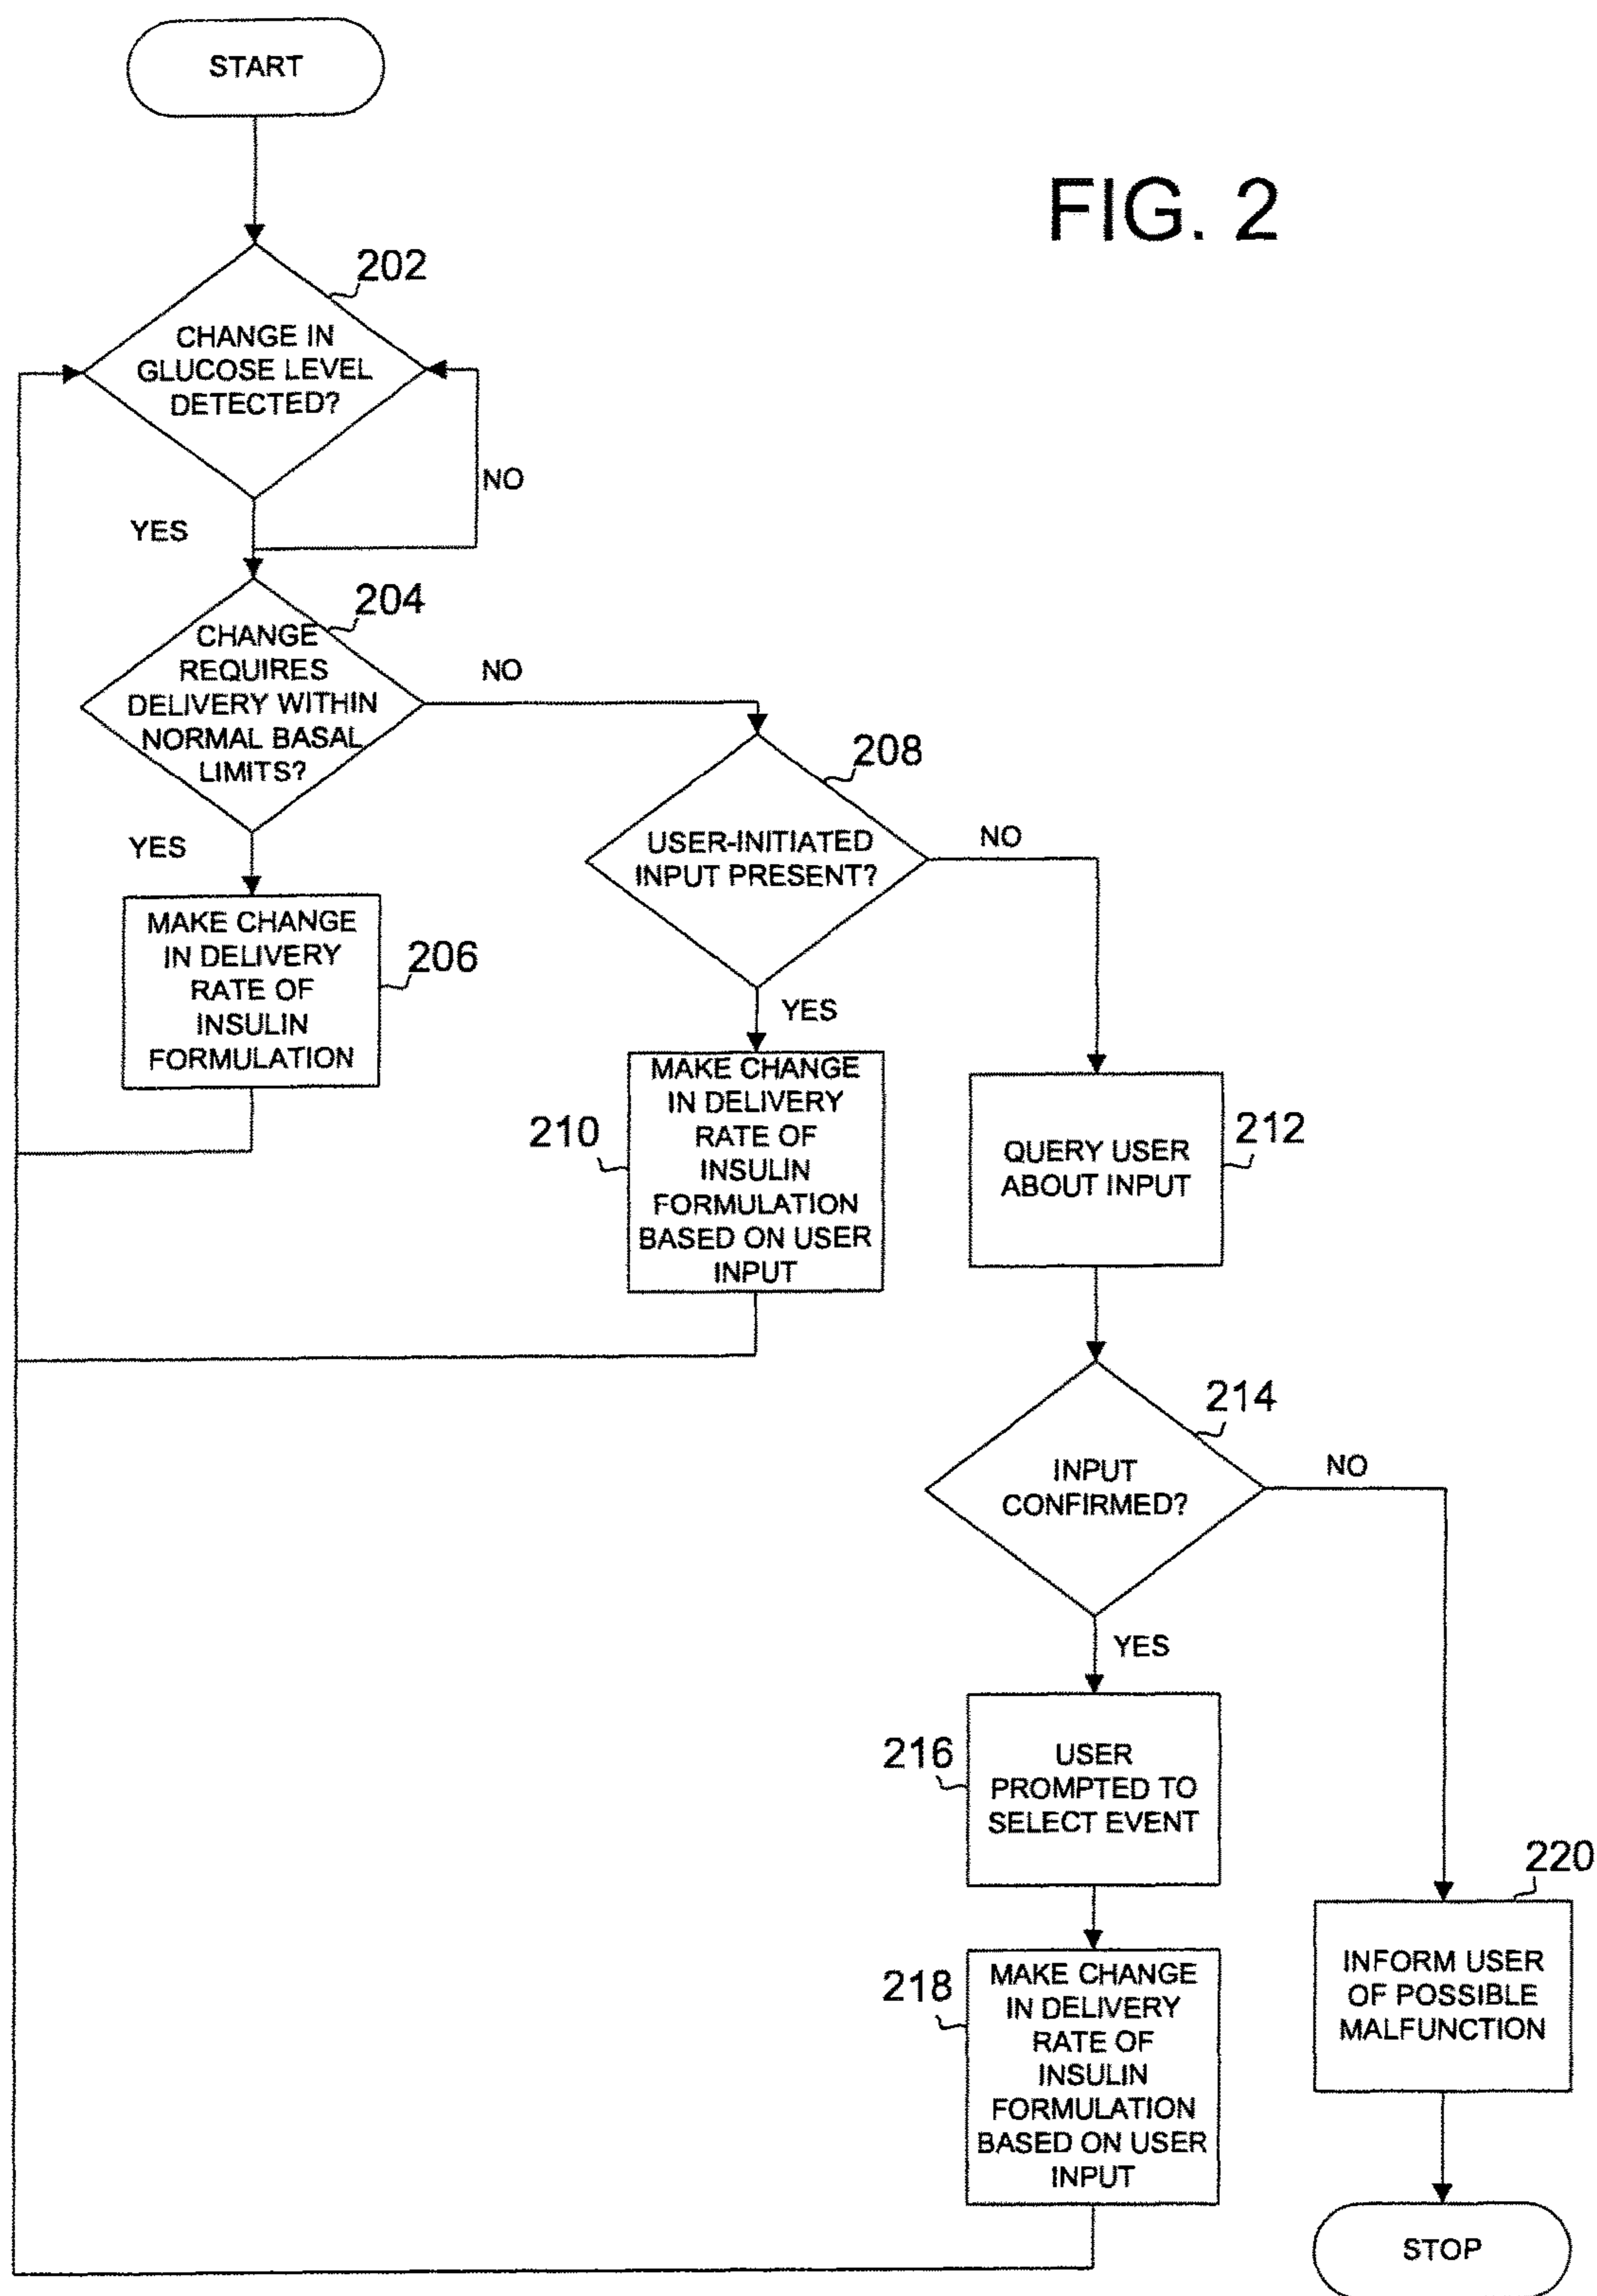 START
FIG. 2
202
CHANGE IN
GLUCOSE LEVEL
DETECTED?
NO
YES
204
CHANGE
REQUIRES
DELIVERY WITHIN
NORMAL BASAL
LIMITS?
NO
YES
208
USER-INITIATED
INPUT PRESENT?
NO
YES
MAKE CHANGE
IN DELIVERY
RATE OF
INSULIN
FORMULATION
206
210
MAKE CHANGE
IN DELIVERY
RATE OF
INSULIN
FORMULATION
BASED ON USER
INPUT
QUERY USER
ABOUT INPUT
212
214
INPUT
CONFIRMED?
NO
YES
216
USER
PROMPTED TO
SELECT EVENT
218
MAKE CHANGE
IN DELIVERY
RATE OF
INSULIN
FORMULATION
BASED ON USER
INPUT
220
INFORM USER
OF POSSIBLE
MALFUNCTION
STOP